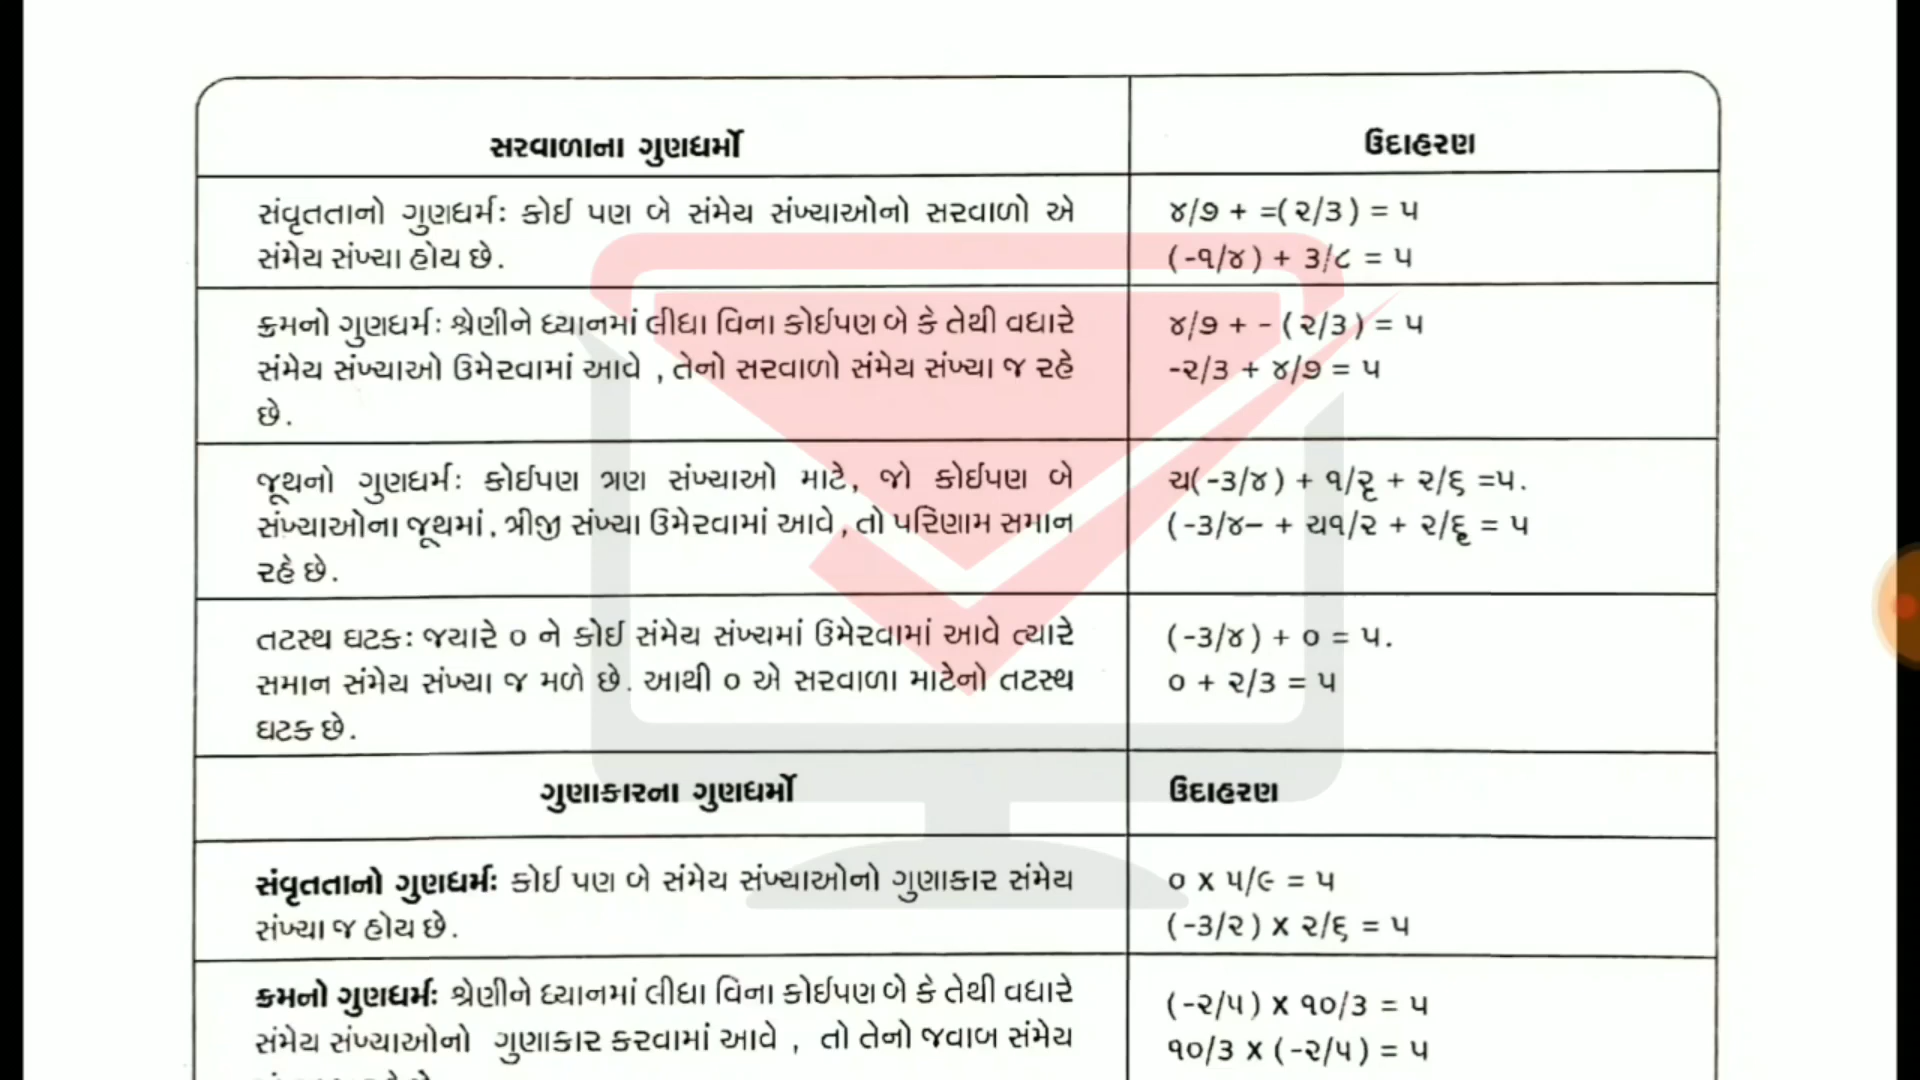 સરવાળાના ગુણધર્મો
ઉદાહરણ
સંવૃતતાનો ગુણધર્મઃ કોઈ પણ બે સંમેય સંખ્યાઓનો સરવાળો એ
સંમેય સંખ્યા હોય છે.
૪/૭ + =(૨/૩) = ૫
(-૧/૪) + ૩/૮ = ૫
ક્રમનો ગુણધર્મઃ શ્રેણીને ધ્યાનમાં લીધા વિના કોઈપણ બે કે તેથી વધારે
સંમેય સંખ્યાઓ ઉમેરવામાં આવે , તેનો સરવાળો સંમેય સંખ્યા જ રહે
છે.
૪/૭ + - (૨/૩) = ૫
-૨/૩ + ૪/૭ = ૫
જૂથનો ગુણધર્મઃ કોઈપણ ત્રણ સંખ્યાઓ માટે, જો કોઈપણ બે
સંખ્યાઓના જૂથમાં, ત્રીજી સંખ્યા ઉમેરવામાં આવે, તો પરિણામ સમાન
રહે છે.
ચ(-૩/૪) + ૧/૨ૃ + ૨/૬ =૫.
(-૩/૪– + ચ૧/૨ + ૨/૬ૃ = ૫
તટસ્થ ઘટકઃ જયારે ૦ ને કોઈ સંમેય સંખ્યમાં ઉમેરવામાં આવે ત્યારે
સમાન સંમેય સંખ્યા જ મળે છે. આથી ૦ એ સરવાળા માટેનો તટસ્થ
ઘટક છે.
(-૩/૪) + ૦ = ૫.
૦ + ૨/૩ = ૫
ગુણાકારના ગુણધર્મો
ઉદાહરણ
સંવૃતતાનો ગુણધર્મઃ કોઈ પણ બે સંમેય સંખ્યાઓનો ગુણાકાર સંમેય
સંખ્યા જ હોય છે.
૦ X ૫/૯ = ૫
(-૩/૨) X ૨/૬ = ૫
ક્રમનો ગુણધર્મઃ શ્રેણીને ધ્યાનમાં લીધા વિના કોઈપણ બે કે તેથી વધારે
સંમેય સંખ્યાઓનો ગુણાકાર કરવામાં આવે , તો તેનો જવાબ સંમેય
(-૨/૫) X ૧૦/૩ = ૫
૧૦/૩ X (-૨/૫) = ૫